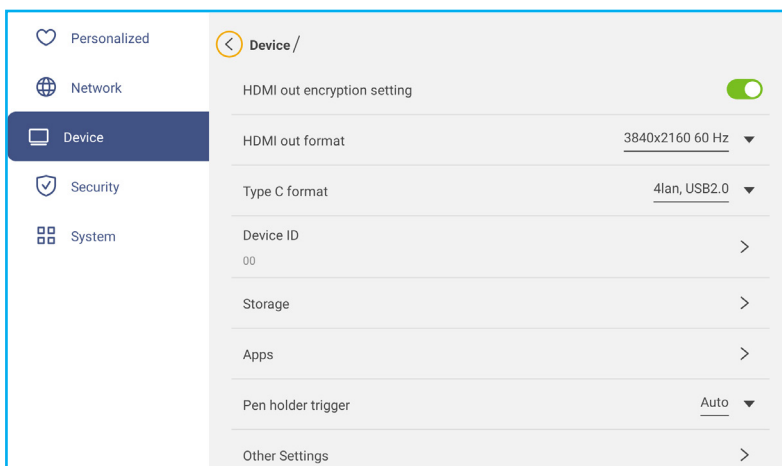 Personalized
Network
Device
Security
System
Device /
HDMI out encryption setting
HDMI out format 3840x2160 60 Hz
Type C format 4lan, USB2.0
Device ID
00
Storage
Apps
Pen holder trigger Auto
Other Settings